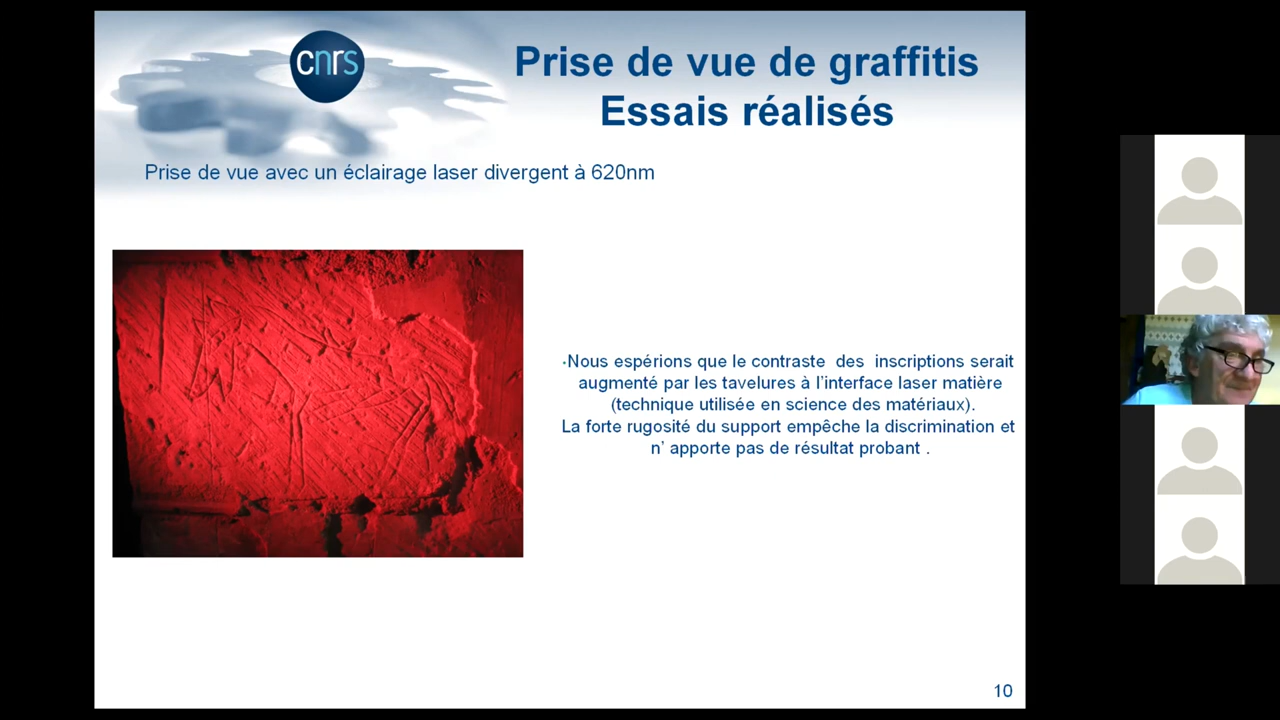 cnrs
Prise de vue de graffitis
Essais réalisés
Prise de vue avec un éclairage laser divergent à 620nm
·Nous espérions que le contraste des inscriptions serait
augmenté par les tavelures à l'interface laser matière
(technique utilisée en science des matériaux).
La forte rugosité du support empêche la discrimination et
n' apporte pas de résultat probant .
10